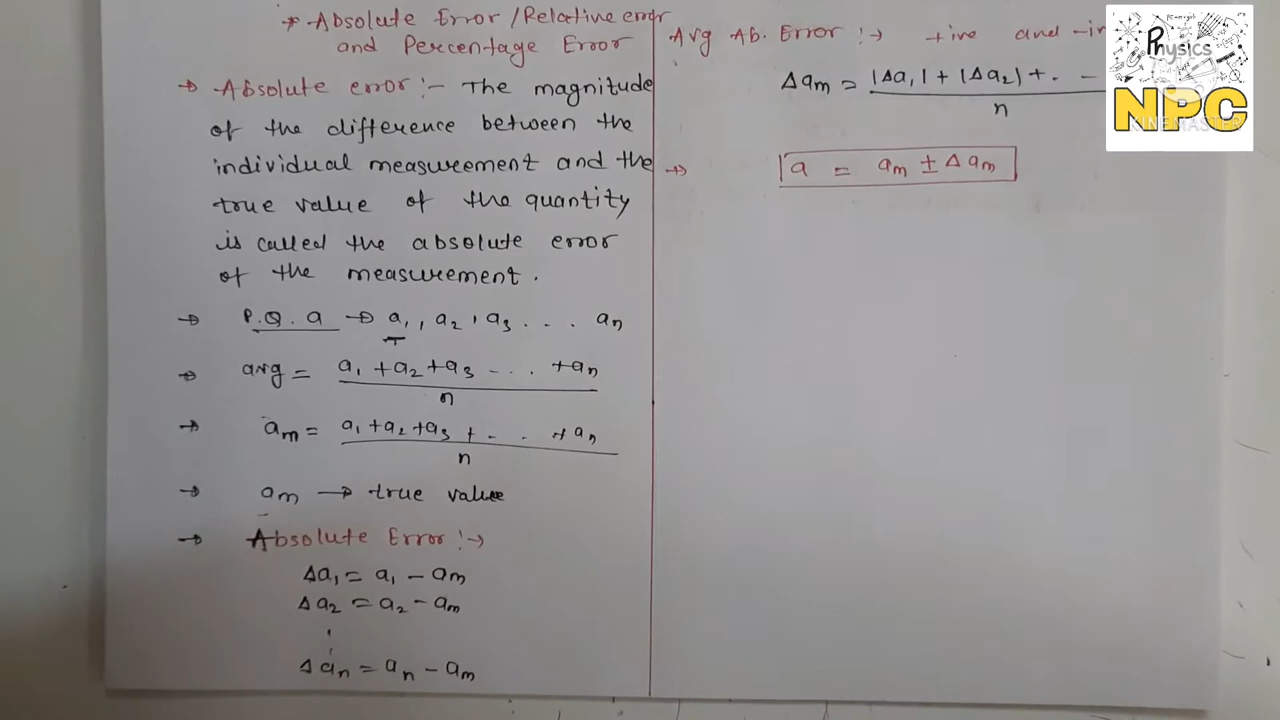 * Absolute Error / Relative error
and Percentage Error
→ Absolute error :- The magnitude
of the difference between the
individual measurement and the
true value of the quantity
is called the absolute error
of the measurement.
→ P.Q. a → a₁, a₂, a₃ . . . . aₙ
→ avg = a₁ + a₂ + a₃ - . . . + aₙ / n
→ aₘ = a₁ + a₂ + a₃ + - . . + aₙ / n
→ aₘ → true value
→ Absolute Error :→
Δa₁ = a₁ - aₘ
Δa₂ = a₂ - aₘ
⋮
Δaₙ = aₙ - aₘ
Avg Ab. Error :→ +ive and -i
Δaₘ = |Δa₁| + |Δa₂| + . - / n
→ a = aₘ ± Δaₘ
Physics
NPC
KINEMASTER